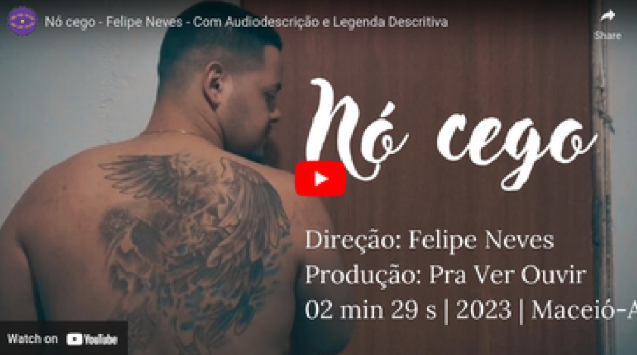 Nó cego - Felipe Neves - Com Audiodescrição e Legenda Descritiva
Share
Nó cego
Direção: Felipe Neves
Produção: Pra Ver Ouvir
02 min 29 s | 2023 | Maceió-A
Watch on YouTube